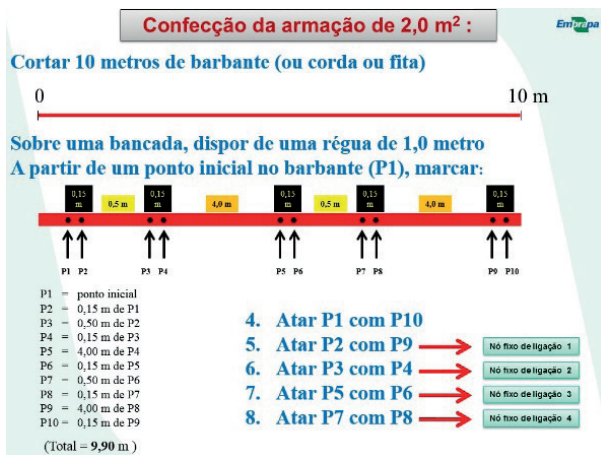 Confecção da armação de 2,0 m² :
Embrapa
Cortar 10 metros de barbante (ou corda ou fita)
0 10 m
Sobre uma bancada, dispor de uma régua de 1,0 metro
A partir de um ponto inicial no barbante (P1), marcar:
0,15 m 0,5 m 0,15 m 4,0 m 0,15 m 0,5 m 0,15 m 4,0 m 0,15 m
P1 P2 P3 P4 P5 P6 P7 P8 P9 P10
P1 = ponto inicial
P2 = 0,15 m de P1
P3 = 0,50 m de P2
P4 = 0,15 m de P3
P5 = 4,00 m de P4
P6 = 0,15 m de P5
P7 = 0,50 m de P6
P8 = 0,15 m de P7
P9 = 4,00 m de P8
P10 = 0,15 m de P9
(Total = 9,90 m )
4. Atar P1 com P10
5. Atar P2 com P9 Nó fixo de ligação 1
6. Atar P3 com P4 Nó fixo de ligação 2
7. Atar P5 com P6 Nó fixo de ligação 3
8. Atar P7 com P8 Nó fixo de ligação 4